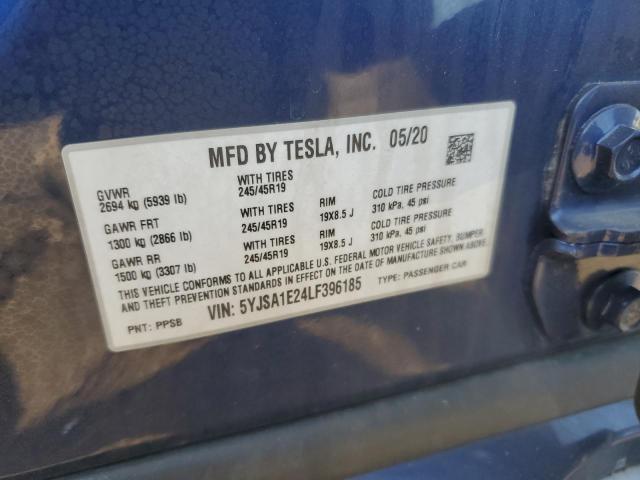 MFD BY TESLA, INC. 05/20
GVWR
2694 kg (5939 lb)
WITH TIRES
245/45R19
RIM
19X8.5 J
COLD TIRE PRESSURE
310 kPa, 45 psi
GAWR FRT
1300 kg (2866 lb)
WITH TIRES
245/45R19
RIM
19X8.5 J
COLD TIRE PRESSURE
310 kPa, 45 psi
GAWR RR
1500 kg (3307 lb)
WITH TIRES
245/45R19
THIS VEHICLE CONFORMS TO ALL APPLICABLE U.S. FEDERAL MOTOR VEHICLE SAFETY, BUMPER,
THEFT PREVENTION STANDARDS IN EFFECT ON THE DATE OF MANUFACTURE SHOWN ABOVE.
PNT: PPSB
VIN: 5YJSA1E24LF396185
TYPE: PASSENGER CAR